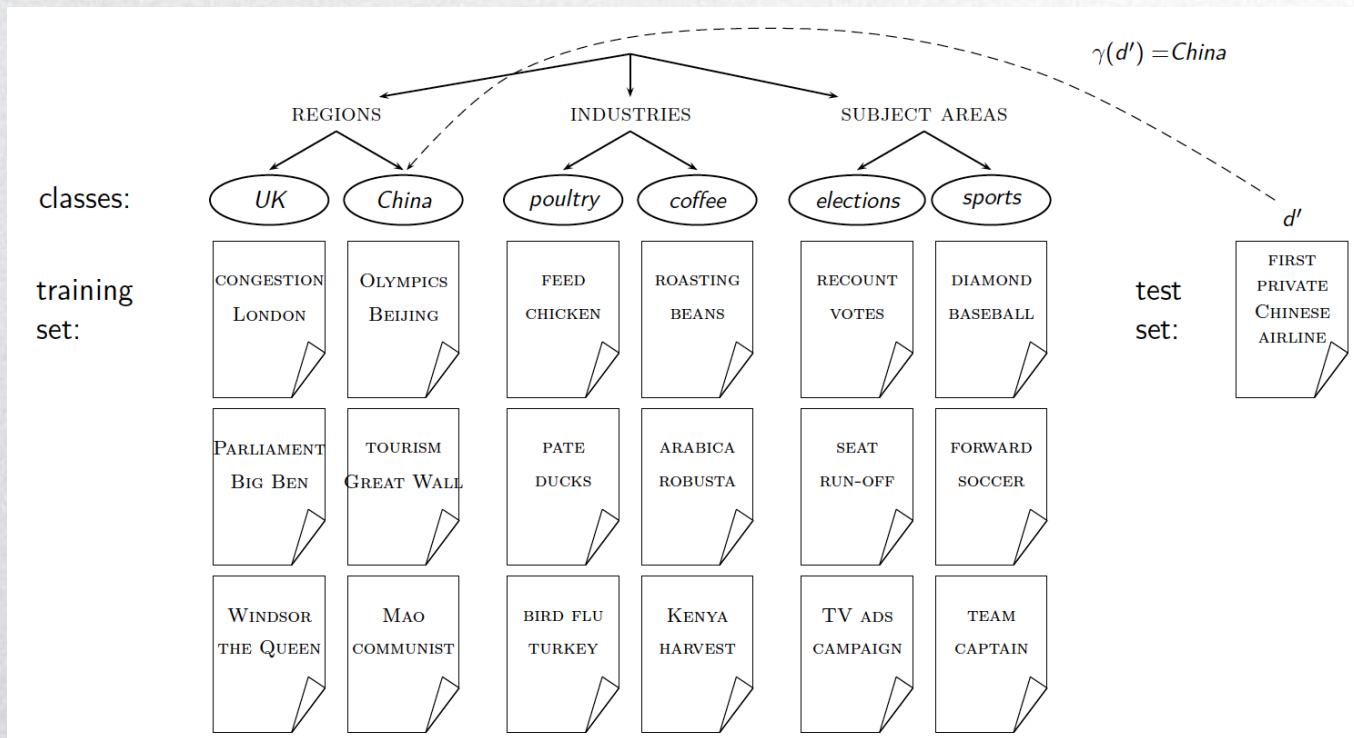 γ(d′) =China
REGIONS
INDUSTRIES
SUBJECT AREAS
classes:
UK
China
poultry
coffee
elections
sports
d′
training
set:
CONGESTION
LONDON
OLYMPICS
BEIJING
FEED
CHICKEN
ROASTING
BEANS
RECOUNT
VOTES
DIAMOND
BASEBALL
test
set:
FIRST
PRIVATE
CHINESE
AIRLINE
PARLIAMENT
BIG BEN
TOURISM
GREAT WALL
PATE
DUCKS
ARABICA
ROBUSTA
SEAT
RUN-OFF
FORWARD
SOCCER
WINDSOR
THE QUEEN
MAO
COMMUNIST
BIRD FLU
TURKEY
KENYA
HARVEST
TV ADS
CAMPAIGN
TEAM
CAPTAIN